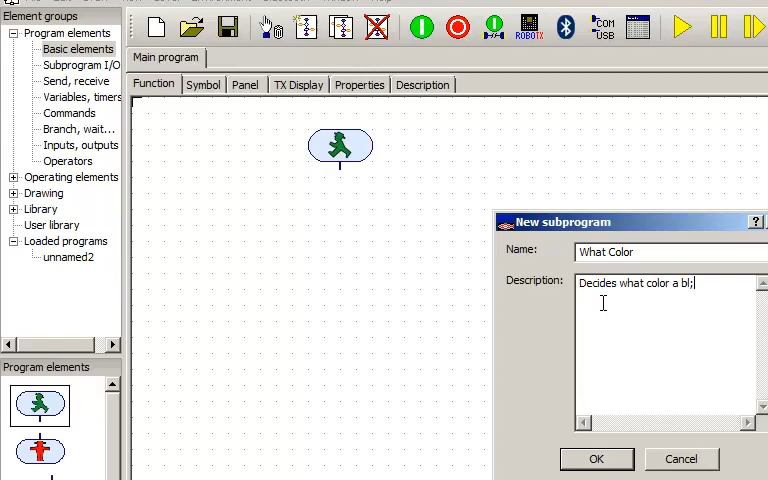 Element groups
Program elements
Basic elements
Subprogram I/O
Send, receive
Variables, timers
Commands
Branch, wait...
Inputs, outputs
Operators
Operating elements
Drawing
Library
User library
Loaded programs
unnamed2
Program elements
ROBOTX
COM
USB
Main program
Function
Symbol
Panel
TX Display
Properties
Description
New subprogram
?
Name:
What Color
Description:
Decides what color a bl;
OK
Cancel